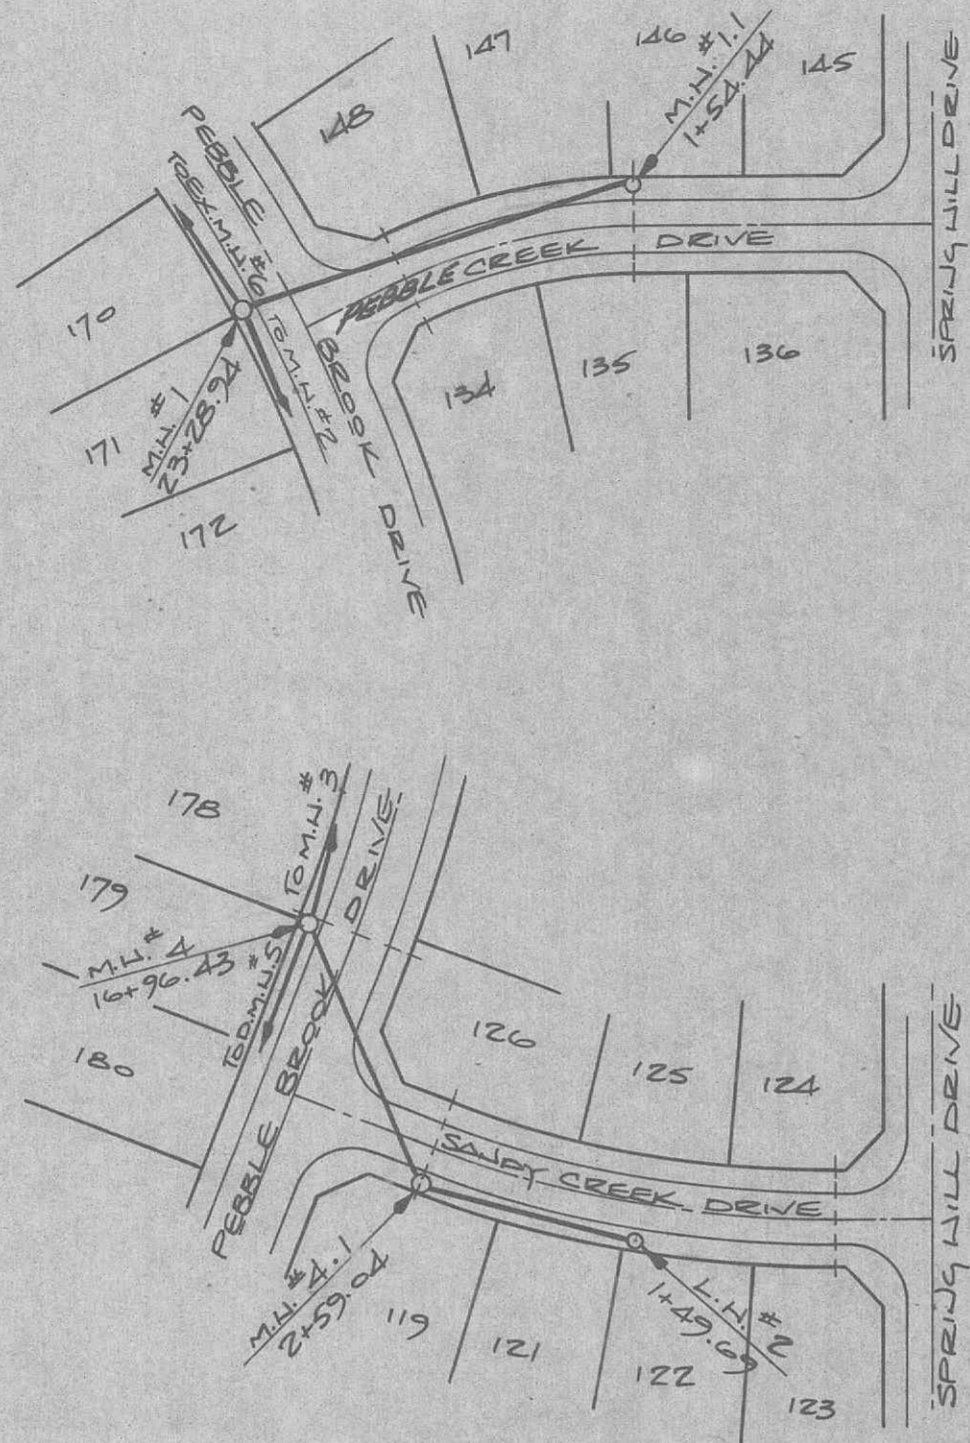 147
146
M.H. #1.1
1+54.44
145
148
PEBBLE BROOK DRIVE
TO EX. M.H. #6
SPRING HILL DRIVE
PEBBLE CREEK DRIVE
170
TO M.H. #2
M.H. #1
23+28.94
171
172
134
135
136
178
TO M.H. #3
179
M.H. #4
16+96.43
TO D.M.H. #5
180
PEBBLE BROOK DRIVE
126
125
124
SANDY CREEK DRIVE
SPRING HILL DRIVE
M.H. #4.1
2+59.04
119
121
L.H. #2
1+49.69
122
123